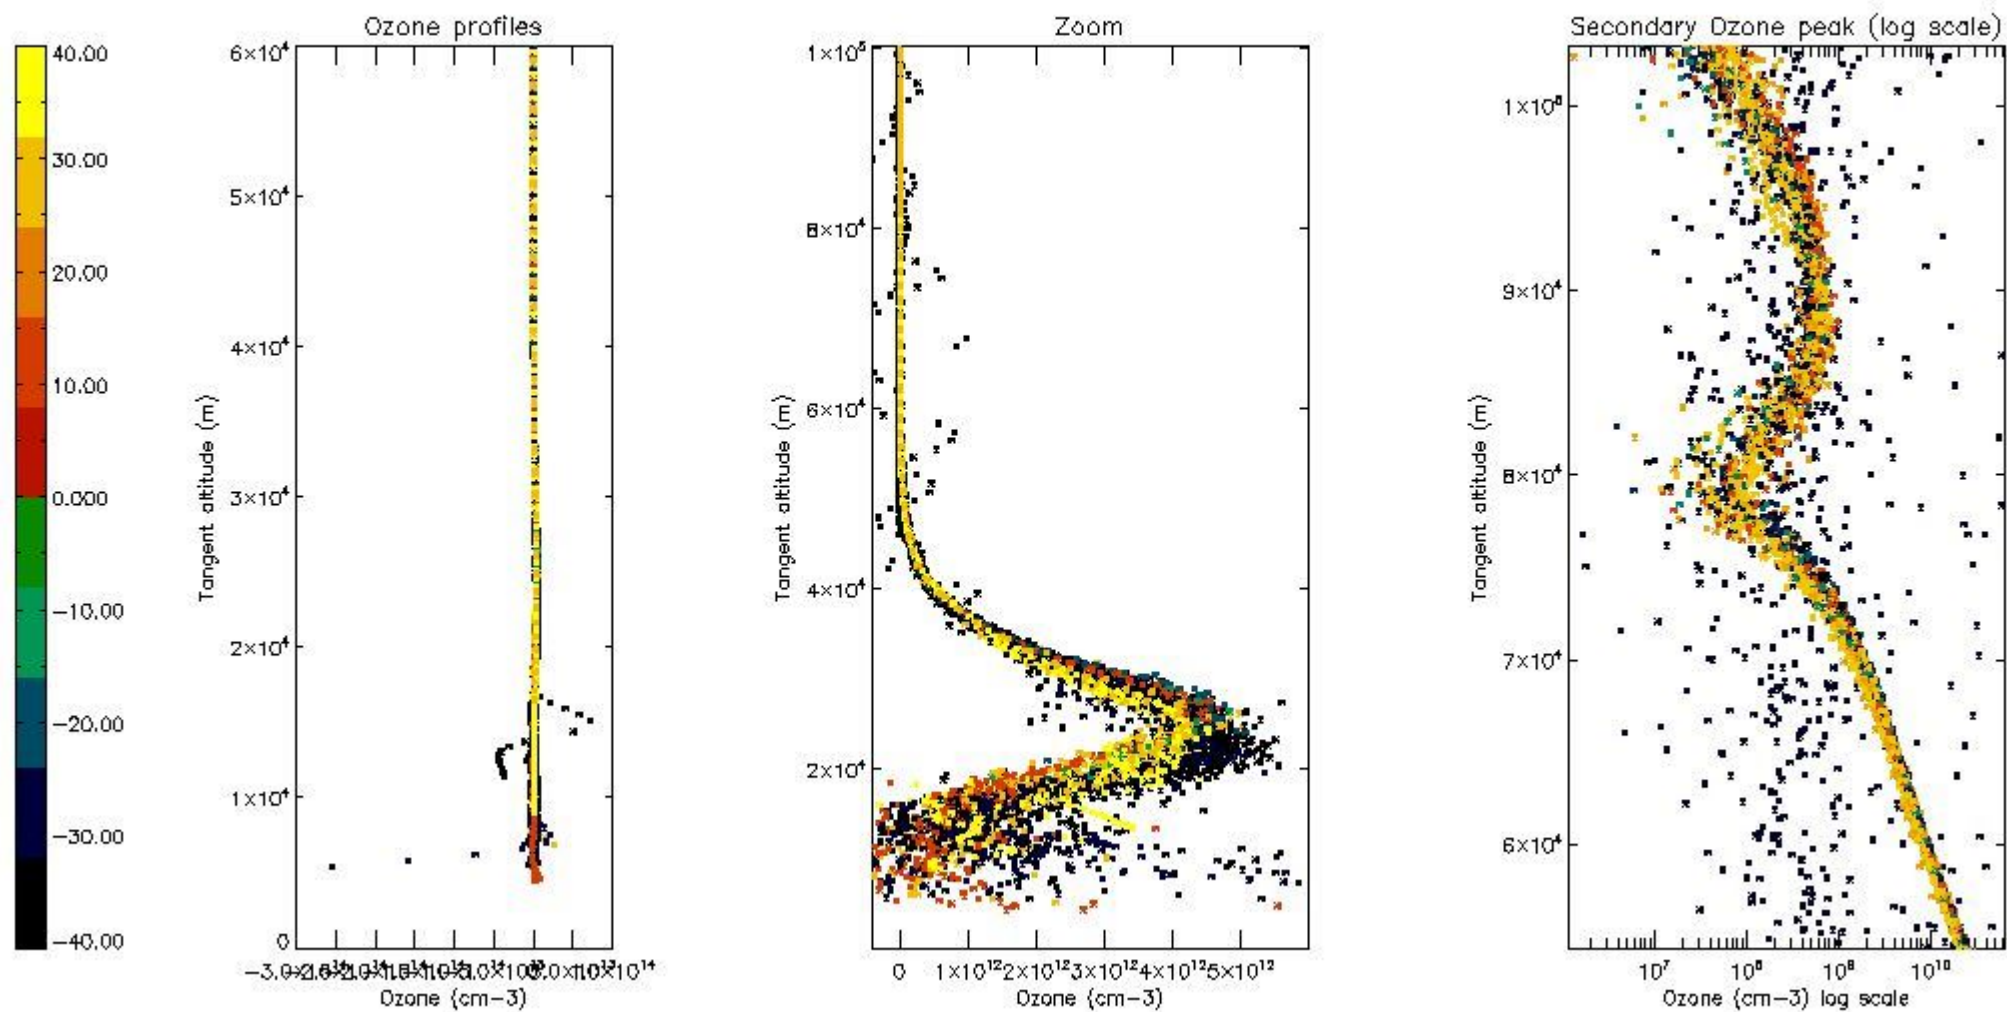 Ozone profiles
Zoom
Secondary Ozone peak (log scale)
40.00
30.00
20.00
10.00
0.000
−10.00
−20.00
−30.00
−40.00
6×10⁴
5×10⁴
4×10⁴
3×10⁴
2×10⁴
1×10⁴
0
Tangent altitude (m)
Ozone (cm−3)
1×10⁵
8×10⁴
6×10⁴
4×10⁴
2×10⁴
Tangent altitude (m)
0 1×10¹² 2×10¹² 3×10¹² 4×10¹² 5×10¹²
Ozone (cm−3)
1×10⁵
9×10⁴
8×10⁴
7×10⁴
6×10⁴
Tangent altitude (m)
10⁷ 10⁸ 10⁹ 10¹⁰
Ozone (cm−3) log scale